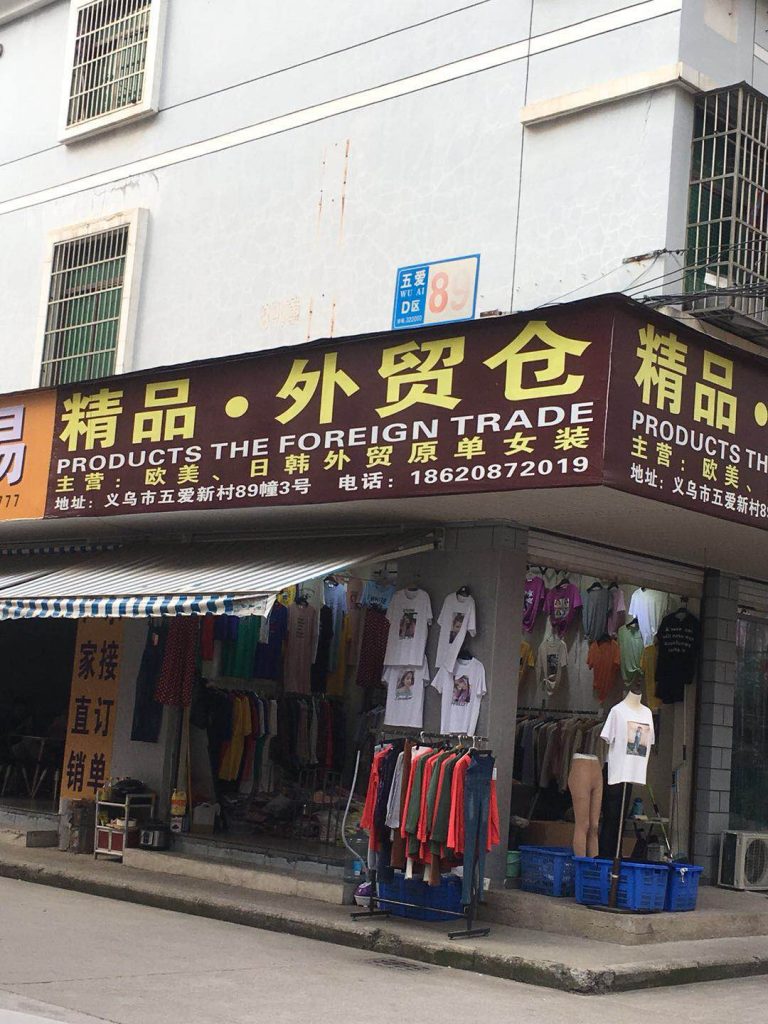 五爱
WU AI
D区
89
精品·外贸仓
PRODUCTS THE FOREIGN TRADE
主营：欧美、日韩外贸原单女装
地址：义乌市五爱新村89幢3号 电话：18620872019
精品·
PRODUCTS TH
主营：欧美、
地址：义乌市五爱新村8
777
家直销
接订单